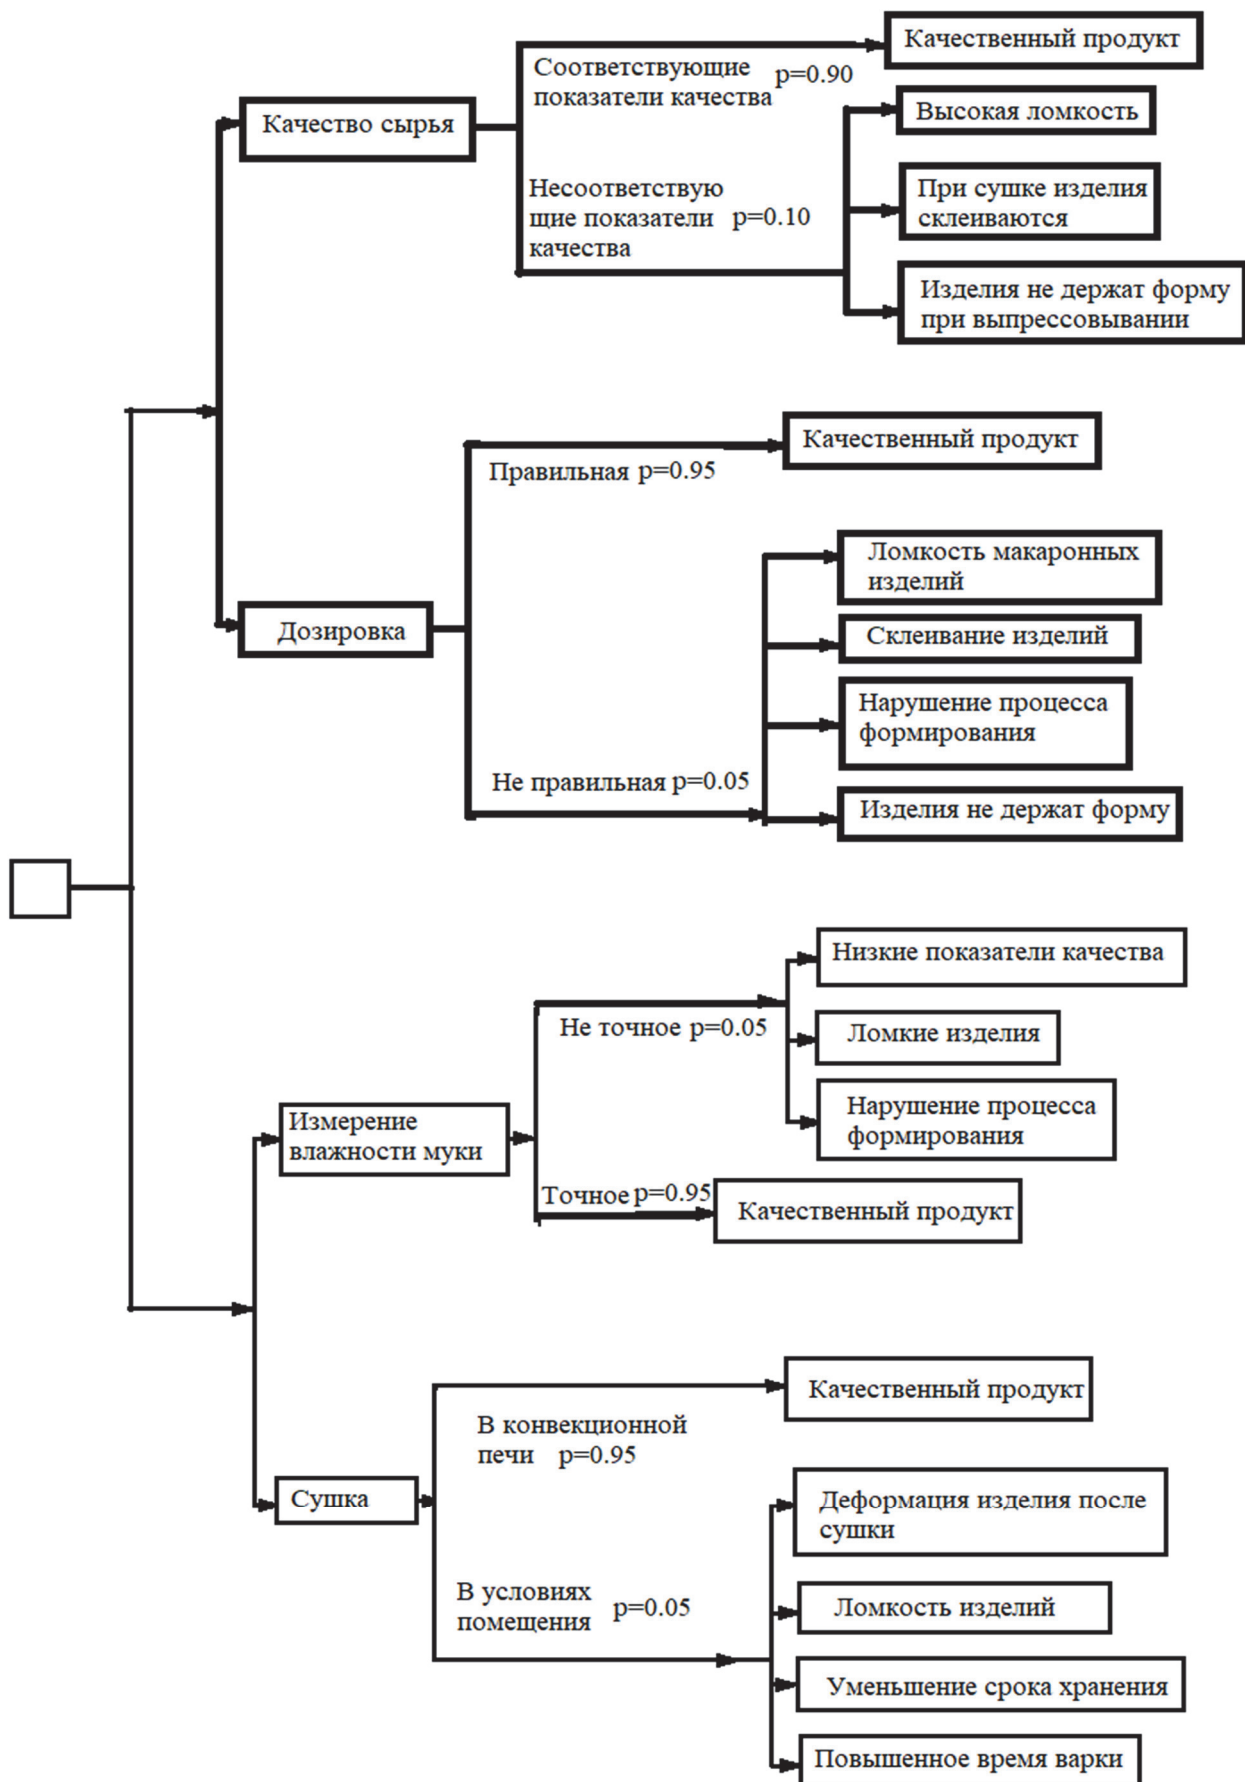 Качественный продукт
Соответствующие
показатели качества p=0.90
Высокая ломкость
Качество сырья
Несоответствую
щие показатели p=0.10
качества
При сушке изделия
склеиваются
Изделия не держат форму
при выпрессовывании
Качественный продукт
Правильная p=0.95
Ломкость макаронных
изделий
Дозировка
Склеивание изделий
Нарушение процесса
формирования
Не правильная p=0.05
Изделия не держат форму
Низкие показатели качества
Не точное p=0.05
Ломкие изделия
Нарушение процесса
формирования
Измерение
влажности муки
Точное p=0.95
Качественный продукт
Качественный продукт
В конвекционной
печи p=0.95
Сушка
Деформация изделия после
сушки
В условиях
помещения p=0.05
Ломкость изделий
Уменьшение срока хранения
Повышенное время варки